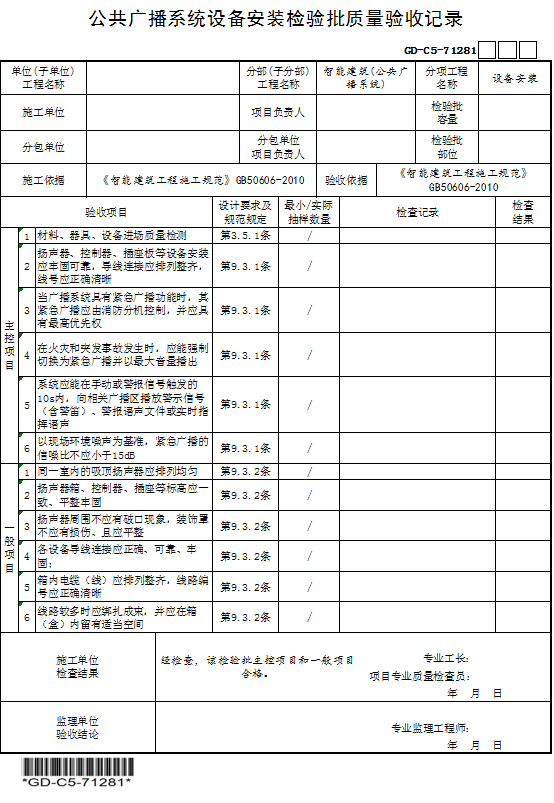 公共广播系统设备安装检验批质量验收记录
GD-C5-71281
单位(子单位)
工程名称
分部(子分部)
工程名称
智能建筑(公共广
播系统)
分项工程
名称
设备安装
施工单位
项目负责人
检验批
容量
分包单位
分包单位
项目负责人
检验批
部位
施工依据
《智能建筑工程施工规范》GB50606-2010
验收依据
《智能建筑工程施工规范》
GB50606-2010
验收项目
设计要求及
规范规定
最小/实际
抽样数量
检查记录
检查
结果
主控项目
1
材料、器具、设备进场质量检测
第3.5.1条
/
2
扬声器、控制器、插座板等设备安装
应牢固可靠，导线连接应排列整齐，
线号应正确清晰
第9.3.1条
/
3
当广播系统具有紧急广播功能时，其
紧急广播应由消防分机控制，并应具
有最高优先权
第9.3.1条
/
4
在火灾和突发事故发生时，应能强制
切换为紧急广播并以最大音量播出
第9.3.1条
/
5
系统应能在手动或警报信号触发的
10s内，向相关广播区播放警示信号
（含警笛）、警报语声文件或实时指
挥语声
第9.3.1条
/
6
以现场环境噪声为基准，紧急广播的
信噪比不应小于15dB
第9.3.1条
/
一般项目
1
同一室内的吸顶扬声器应排列均匀
第9.3.2条
/
2
扬声器箱、控制器、插座等标高应一
致、平整牢固
第9.3.2条
/
3
扬声器周围不应有破口现象，装饰罩
不应有损伤、且应平整
第9.3.2条
/
4
各设备导线连接应正确、可靠、牢
固；
第9.3.2条
/
5
箱内电缆（线）应排列整齐，线路编
号应正确清晰
第9.3.2条
/
6
线路较多时应绑扎成束，并应在箱
（盒）内留有适当空间
第9.3.2条
/
施工单位
检查结果
经检查，该检验批主控项目和一般项目
合格。
专业工长：
项目专业质量检查员：
年 月 日
监理单位
验收结论
专业监理工程师：
年 月 日
*GD-C5-71281*